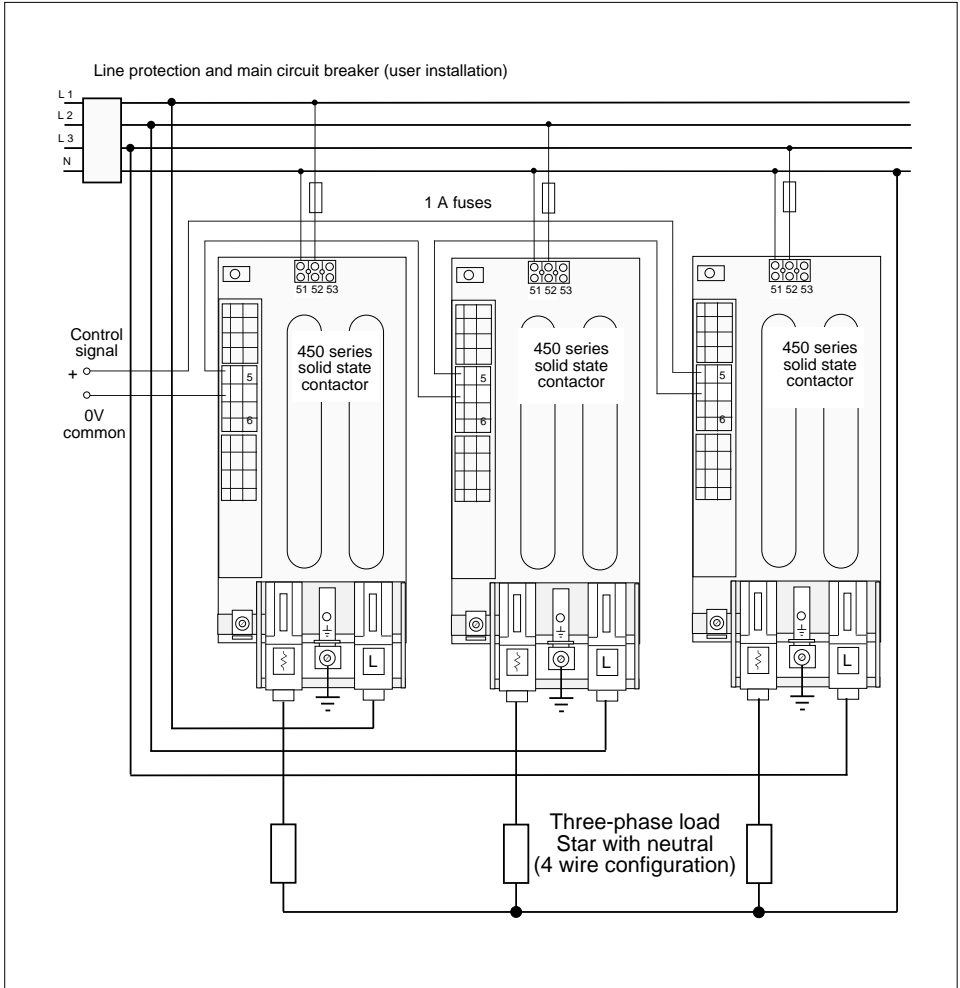 Line protection and main circuit breaker (user installation)
L 1
L 2
L 3
N
1 A fuses
51 52 53
51 52 53
51 52 53
Control
signal
+
0V
common
5
6
450 series
solid state
contactor
5
6
450 series
solid state
contactor
5
6
450 series
solid state
contactor
L
L
L
Three-phase load
Star with neutral
(4 wire configuration)